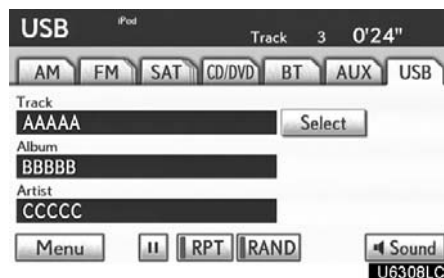 USB iPod Track 3 0'24"
AM FM SAT CD/DVD BT AUX USB
Track
AAAAA Select
Album
BBBBB
Artist
CCCCC
Menu II RPT RAND Sound
U6308LC